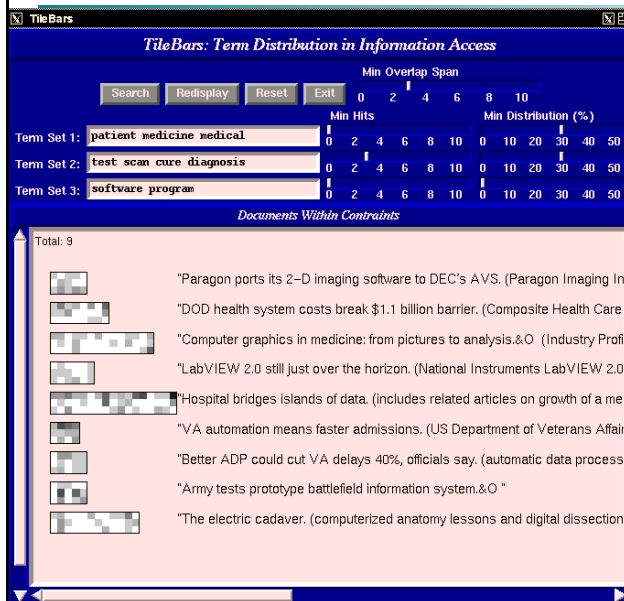 TileBars
TileBars: Term Distribution in Information Access
Min Overlap Span
Search Redisplay Reset Exit
0 2 4 6 8 10
Min Hits Min Distribution (%)
Term Set 1: patient medicine medical
0 2 4 6 8 10 0 10 20 30 40 50
Term Set 2: test scan cure diagnosis
0 2 4 6 8 10 0 10 20 30 40 50
Term Set 3: software program
0 2 4 6 8 10 0 10 20 30 40 50
Documents Within Contraints
Total: 9
"Paragon ports its 2-D imaging software to DEC's AVS. (Paragon Imaging In
"DOD health system costs break $1.1 billion barrier. (Composite Health Care
"Computer graphics in medicine: from pictures to analysis.&O (Industry Profi
"LabVIEW 2.0 still just over the horizon. (National Instruments LabVIEW 2.0
"Hospital bridges islands of data. (includes related articles on growth of a me
"VA automation means faster admissions. (US Department of Veterans Affair
"Better ADP could cut VA delays 40%, officials say. (automatic data process
"Army tests prototype battlefield information system.&O "
"The electric cadaver. (computerized anatomy lessons and digital dissection